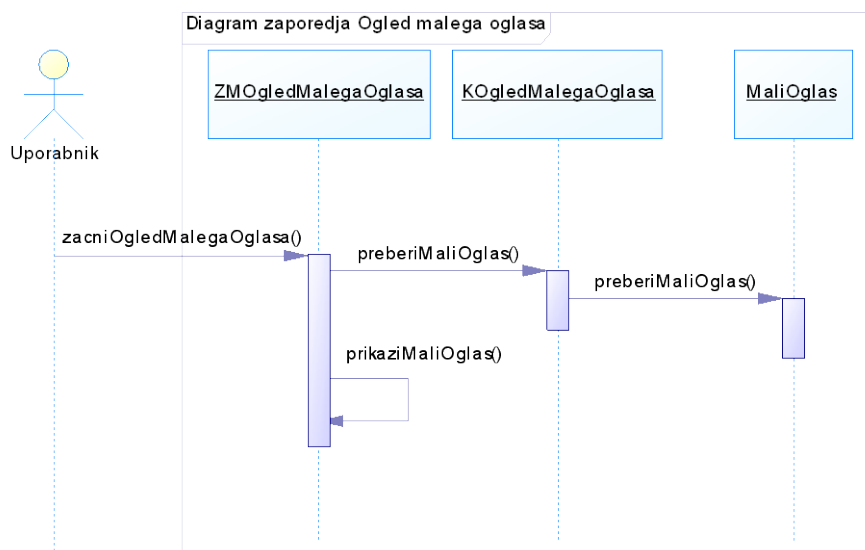 Diagram zaporedja Ogled malega oglasa
ZMOgledMalegaOglasa
KOgledMalegaOglasa
MaliOglas
Uporabnik
zacniOgledMalegaOglasa()
preberiMaliOglas()
preberiMaliOglas()
prikaziMaliOglas()